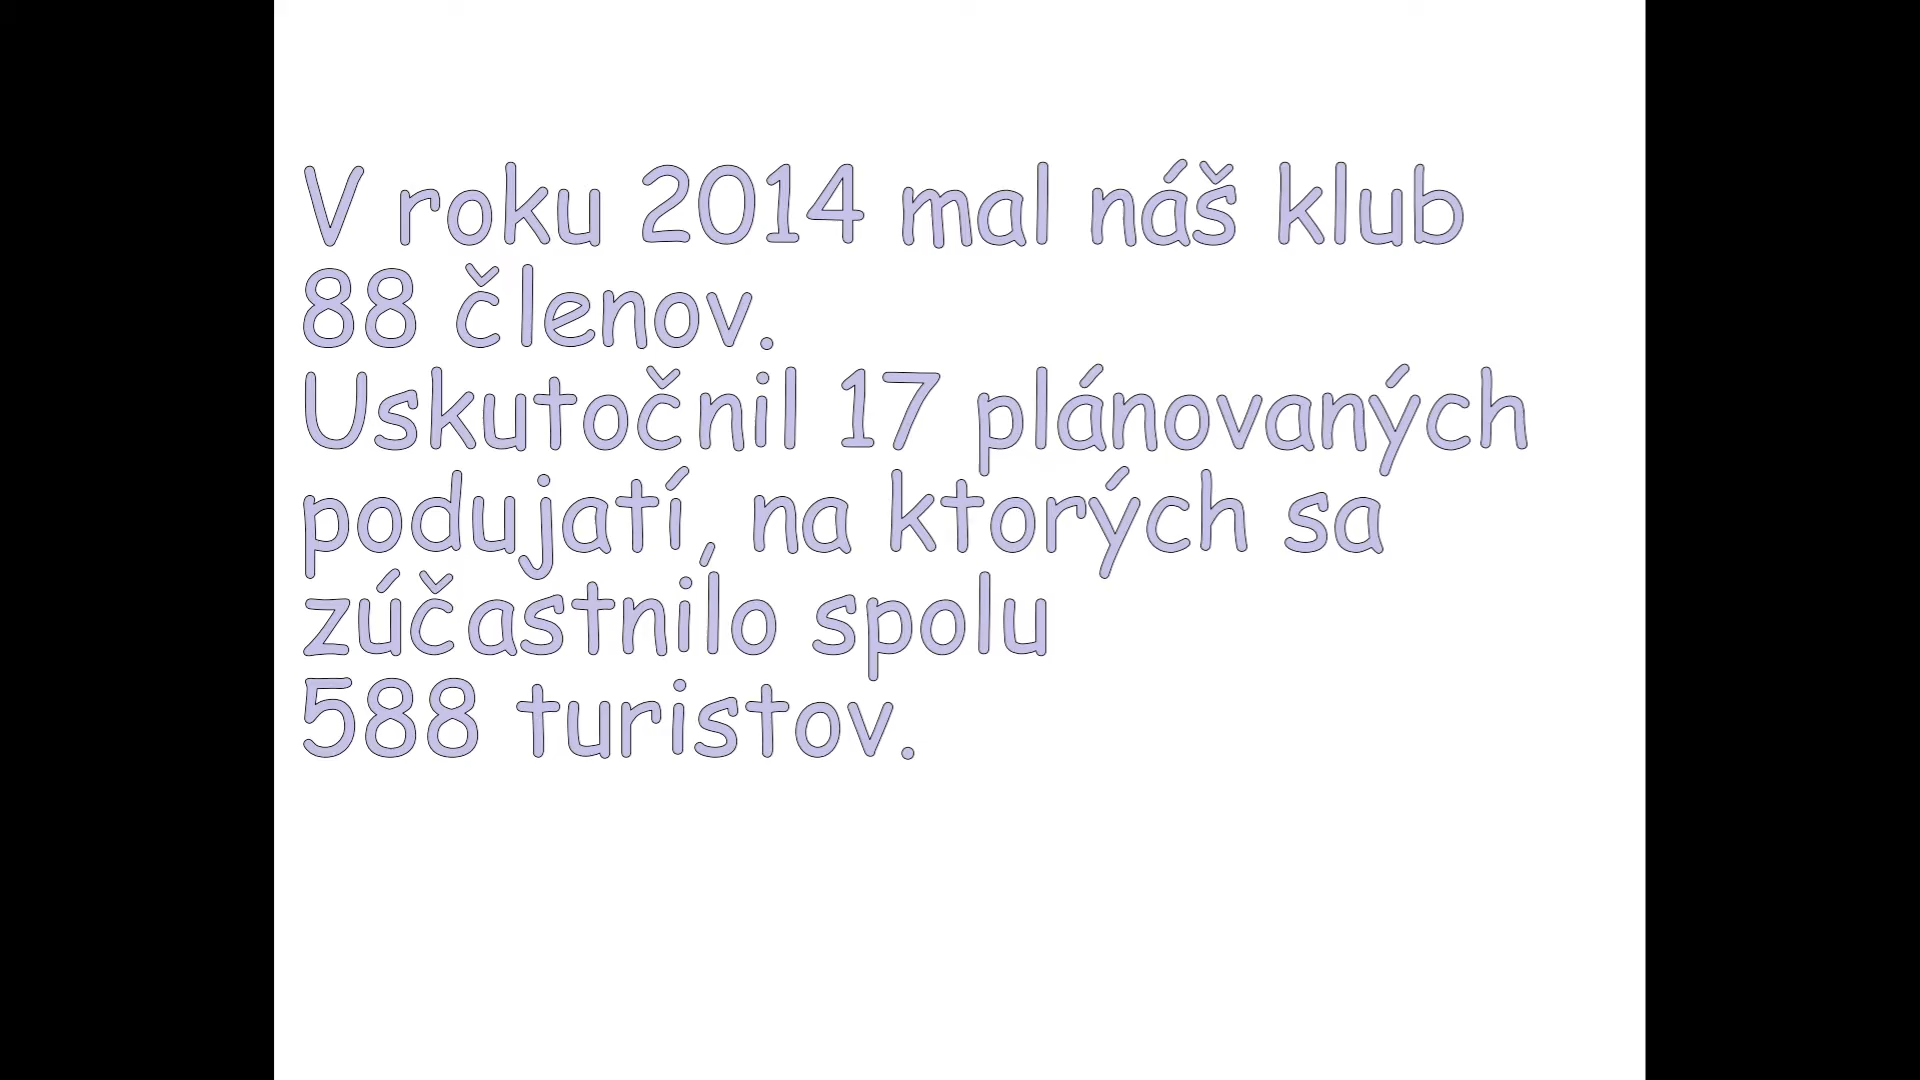 V roku 2014 mal náš klub
88 členov.
Uskutočnil 17 plánovaných
podujatí, na ktorých sa
zúčastnilo spolu
588 turistov.